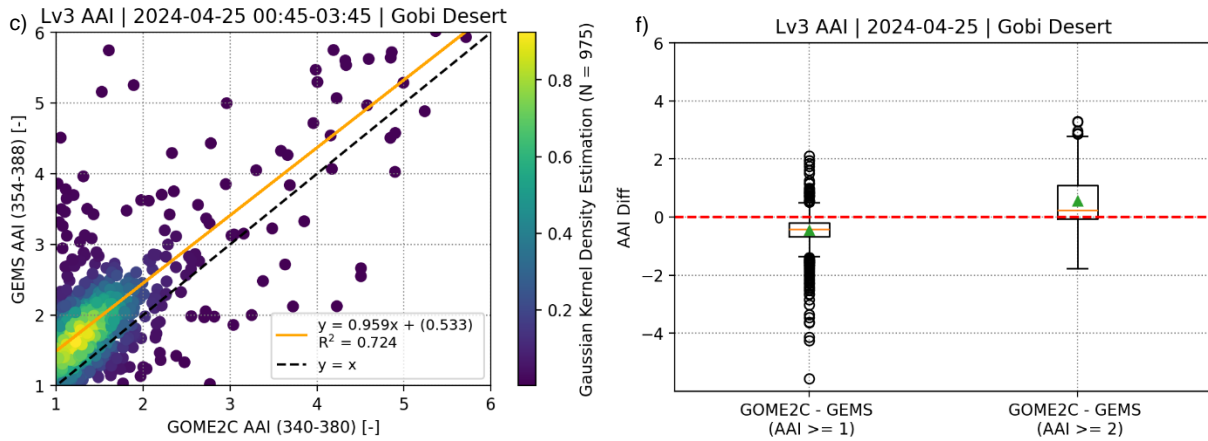 c)
Lv3 AAI | 2024-04-25 00:45-03:45 | Gobi Desert
6
5
4
3
2
1
GEMS AAI (354-388) [-]
1 2 3 4 5 6
GOME2C AAI (340-380) [-]
y = 0.959x + (0.533)
R² = 0.724
y = x
0.8
0.6
0.4
0.2
Gaussian Kernel Density Estimation (N = 975)
f)
Lv3 AAI | 2024-04-25 | Gobi Desert
6
4
2
0
−2
−4
AAI Diff
GOME2C - GEMS
(AAI >= 1)
GOME2C - GEMS
(AAI >= 2)